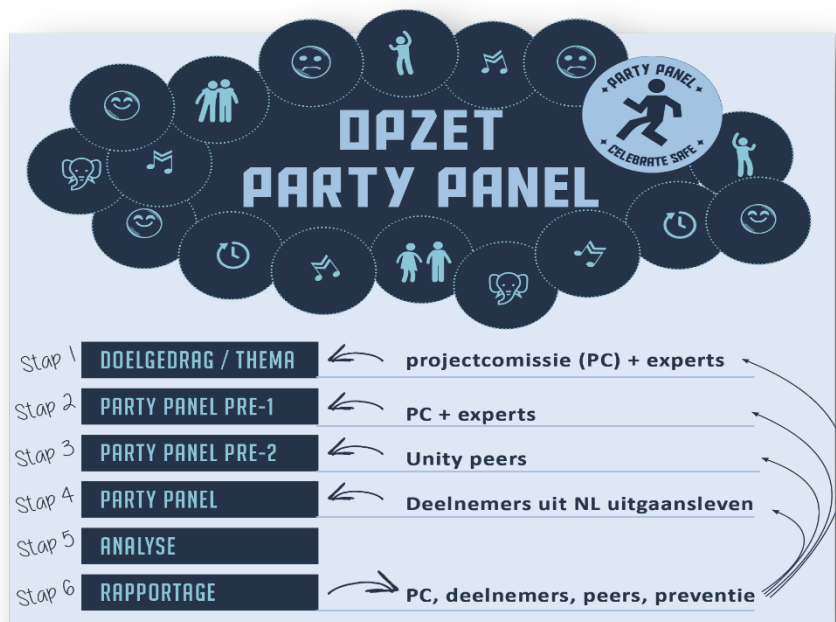 PARTY PANEL
CELEBRATE SAFE
OPZET
PARTY PANEL
Stap 1 DOELGEDRAG / THEMA projectcomissie (PC) + experts
Stap 2 PARTY PANEL PRE-1 PC + experts
Stap 3 PARTY PANEL PRE-2 Unity peers
Stap 4 PARTY PANEL Deelnemers uit NL uitgaansleven
Stap 5 ANALYSE
Stap 6 RAPPORTAGE PC, deelnemers, peers, preventie